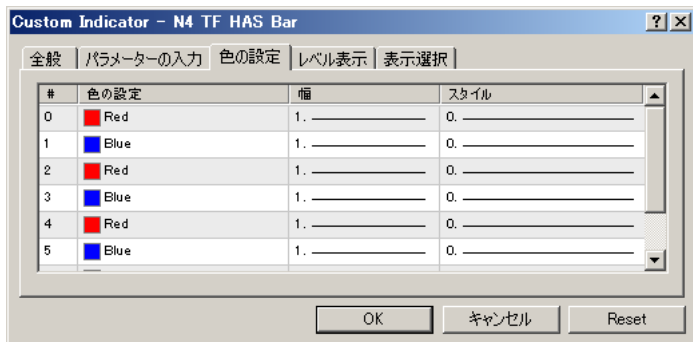 Custom Indicator - N4 TF HAS Bar
全般 パラメーターの入力 色の設定 レベル表示 表示選択
# 色の設定 幅 スタイル
0 Red 1. 0.
1 Blue 1. 0.
2 Red 1. 0.
3 Blue 1. 0.
4 Red 1. 0.
5 Blue 1. 0.
OK キャンセル Reset